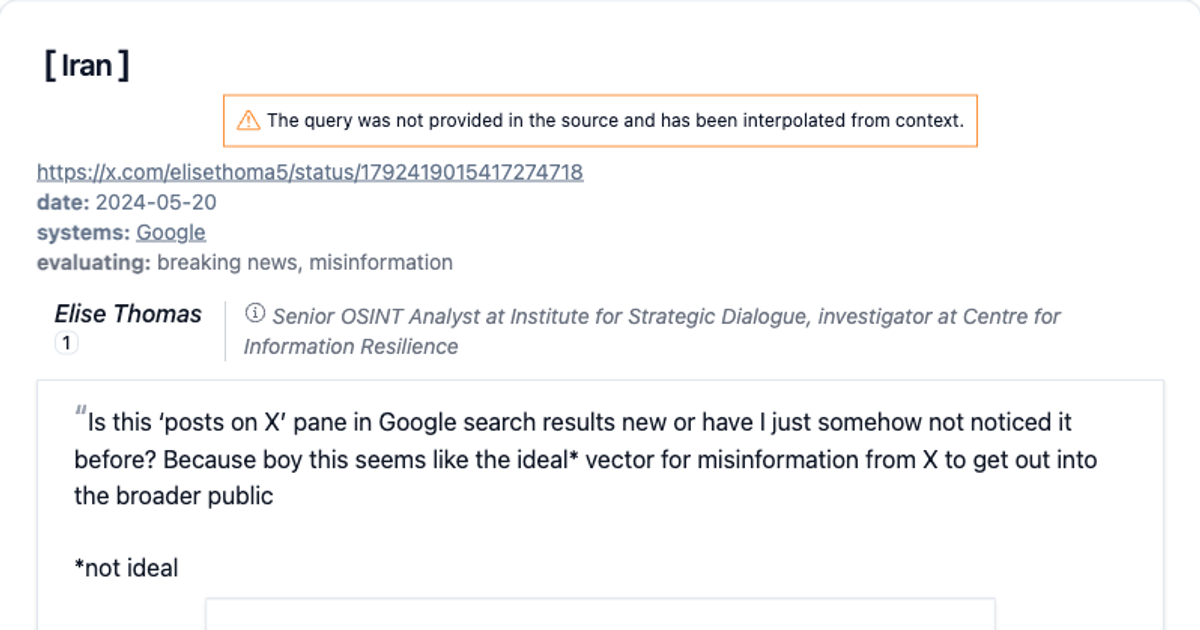 [ Iran ]
The query was not provided in the source and has been interpolated from context.
https://x.com/elisethoma5/status/1792419015417274718
date: 2024-05-20
systems: Google
evaluating: breaking news, misinformation
Elise Thomas
1
Senior OSINT Analyst at Institute for Strategic Dialogue, investigator at Centre for
Information Resilience
“Is this ‘posts on X’ pane in Google search results new or have I just somehow not noticed it
before? Because boy this seems like the ideal* vector for misinformation from X to get out into
the broader public
*not ideal